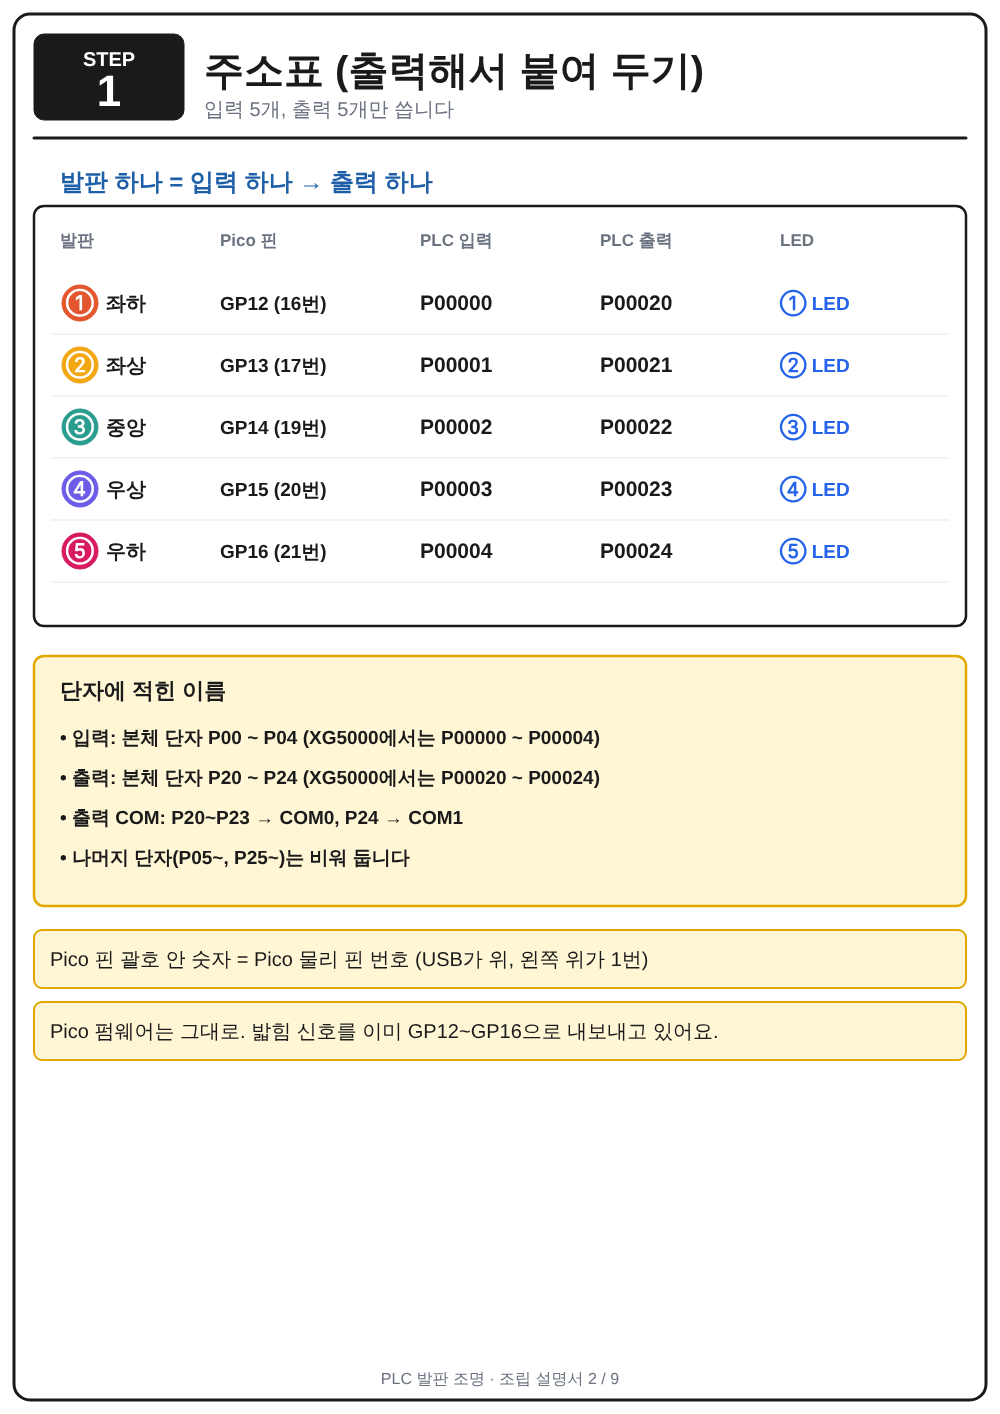 STEP
1
주소표 (출력해서 붙여 두기)
입력 5개, 출력 5개만 씁니다
발판 하나 = 입력 하나 → 출력 하나
발판 Pico 핀 PLC 입력 PLC 출력 LED
① 좌하 GP12 (16번) P00000 P00020 ① LED
② 좌상 GP13 (17번) P00001 P00021 ② LED
③ 중앙 GP14 (19번) P00002 P00022 ③ LED
④ 우상 GP15 (20번) P00003 P00023 ④ LED
⑤ 우하 GP16 (21번) P00004 P00024 ⑤ LED
단자에 적힌 이름
• 입력: 본체 단자 P00 ~ P04 (XG5000에서는 P00000 ~ P00004)
• 출력: 본체 단자 P20 ~ P24 (XG5000에서는 P00020 ~ P00024)
• 출력 COM: P20~P23 → COM0, P24 → COM1
• 나머지 단자(P05~, P25~)는 비워 둡니다
Pico 핀 괄호 안 숫자 = Pico 물리 핀 번호 (USB가 위, 왼쪽 위가 1번)
Pico 펌웨어는 그대로. 밟힘 신호를 이미 GP12~GP16으로 내보내고 있어요.
PLC 발판 조명 · 조립 설명서 2 / 9